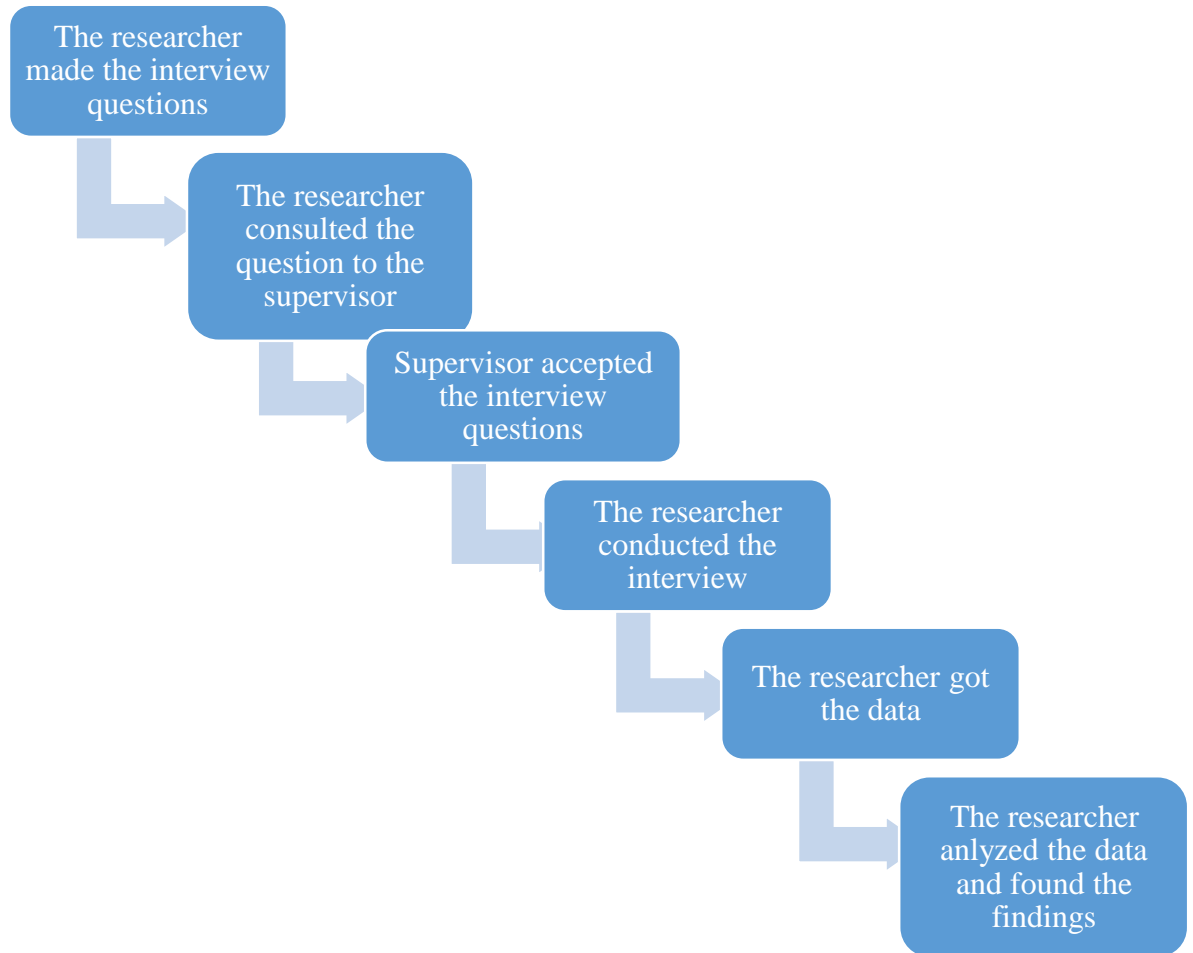 The researcher
made the interview
questions
The researcher
consulted the
question to the
supervisor
Supervisor accepted
the interview
questions
The researcher
conducted the
interview
The researcher got
the data
The researcher
anlyzed the data
and found the
findings